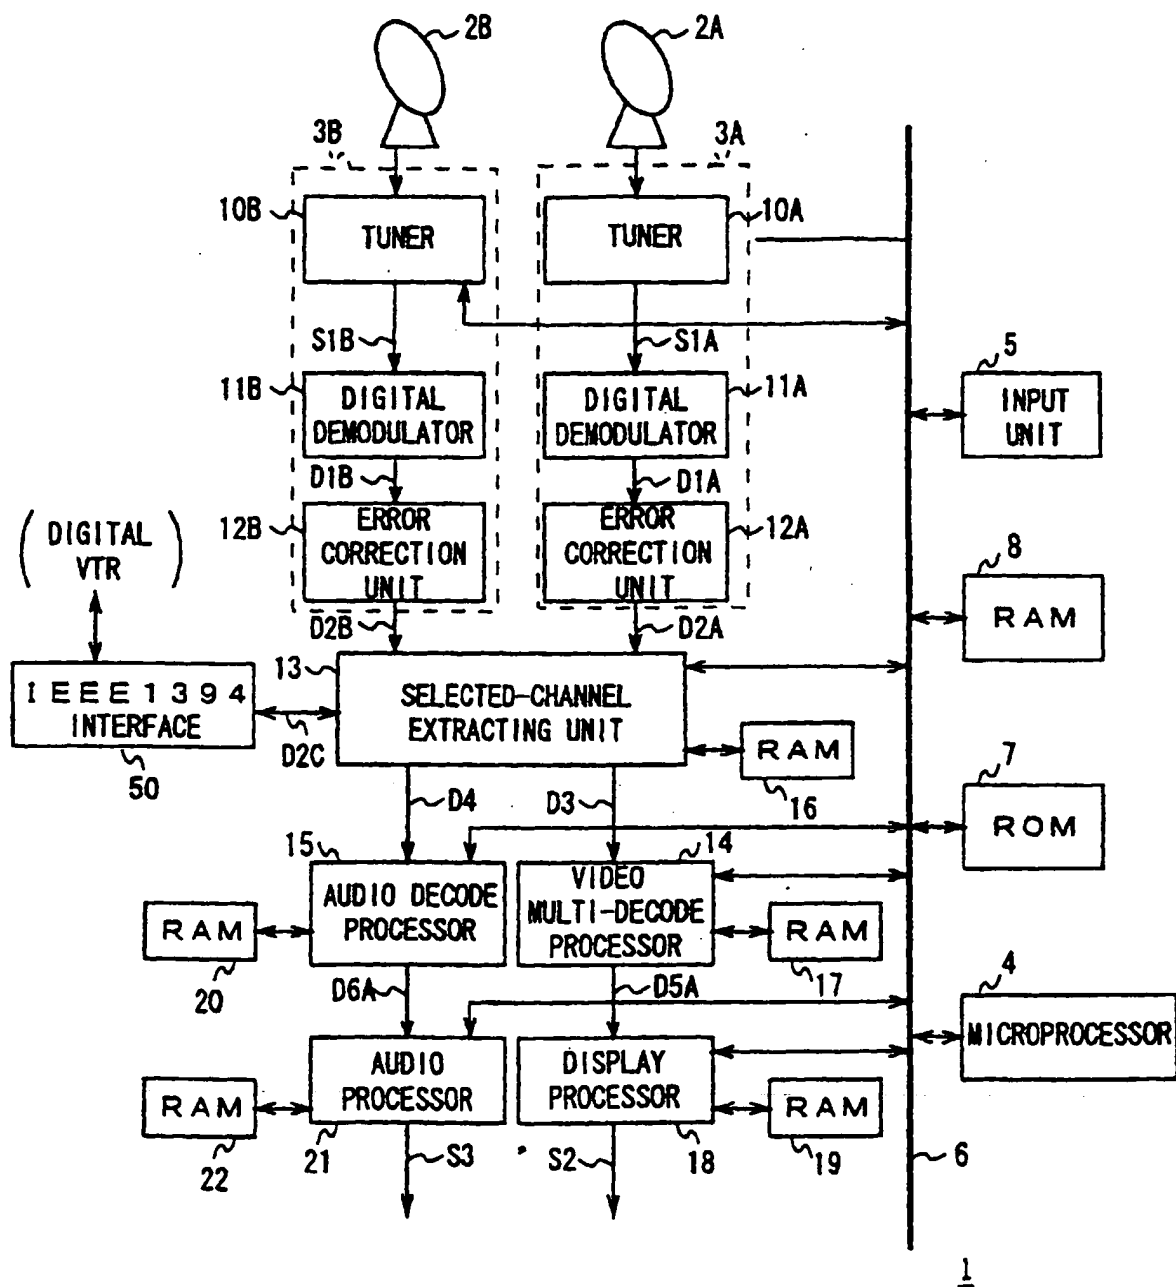 2B
2A
3B
3A
10B
TUNER
TUNER
10A
S1B
S1A
11B
DIGITAL
DEMODULATOR
DIGITAL
DEMODULATOR
11A
5
INPUT
UNIT
D1B
D1A
12B
ERROR
CORRECTION
UNIT
ERROR
CORRECTION
UNIT
12A
( DIGITAL
VTR )
8
RAM
D2B
D2A
13
SELECTED-CHANNEL
EXTRACTING UNIT
IEEE1394
INTERFACE
50
D2C
RAM
16
7
ROM
D4
D3
15
AUDIO DECODE
PROCESSOR
14
VIDEO
MULTI-DECODE
PROCESSOR
RAM
20
RAM
17
D6A
D5A
4
MICROPROCESSOR
AUDIO
PROCESSOR
DISPLAY
PROCESSOR
RAM
22
RAM
19
21
S3
S2
18
6
1